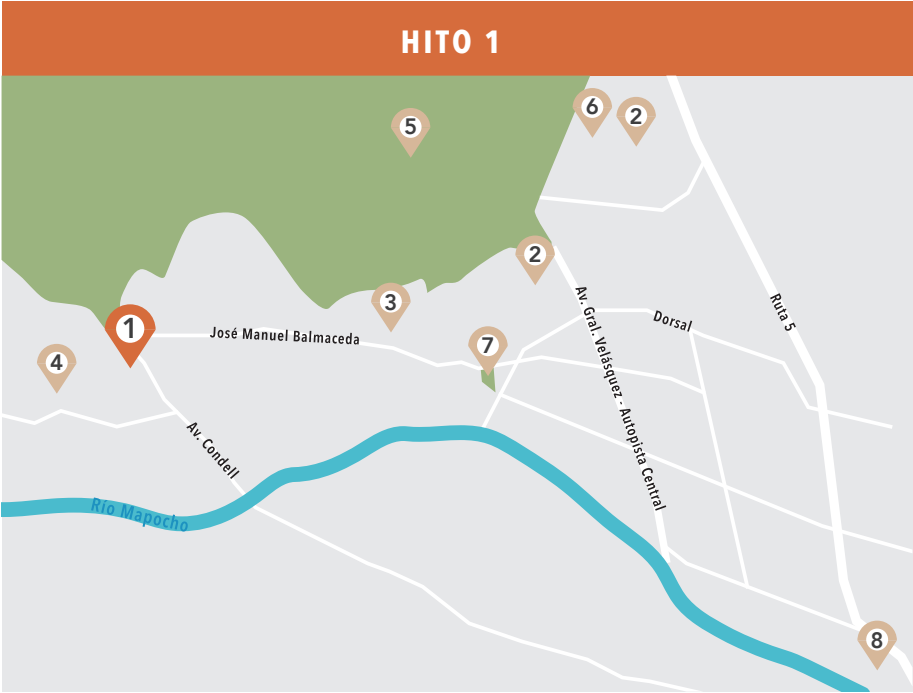 HITO 1
6
2
5
2
3
1
José Manuel Balmaceda
7
4
Av. Gral. Velásquez - Autopista Central
Dorsal
Ruta 5
Av. Condell
Río Mapocho
8